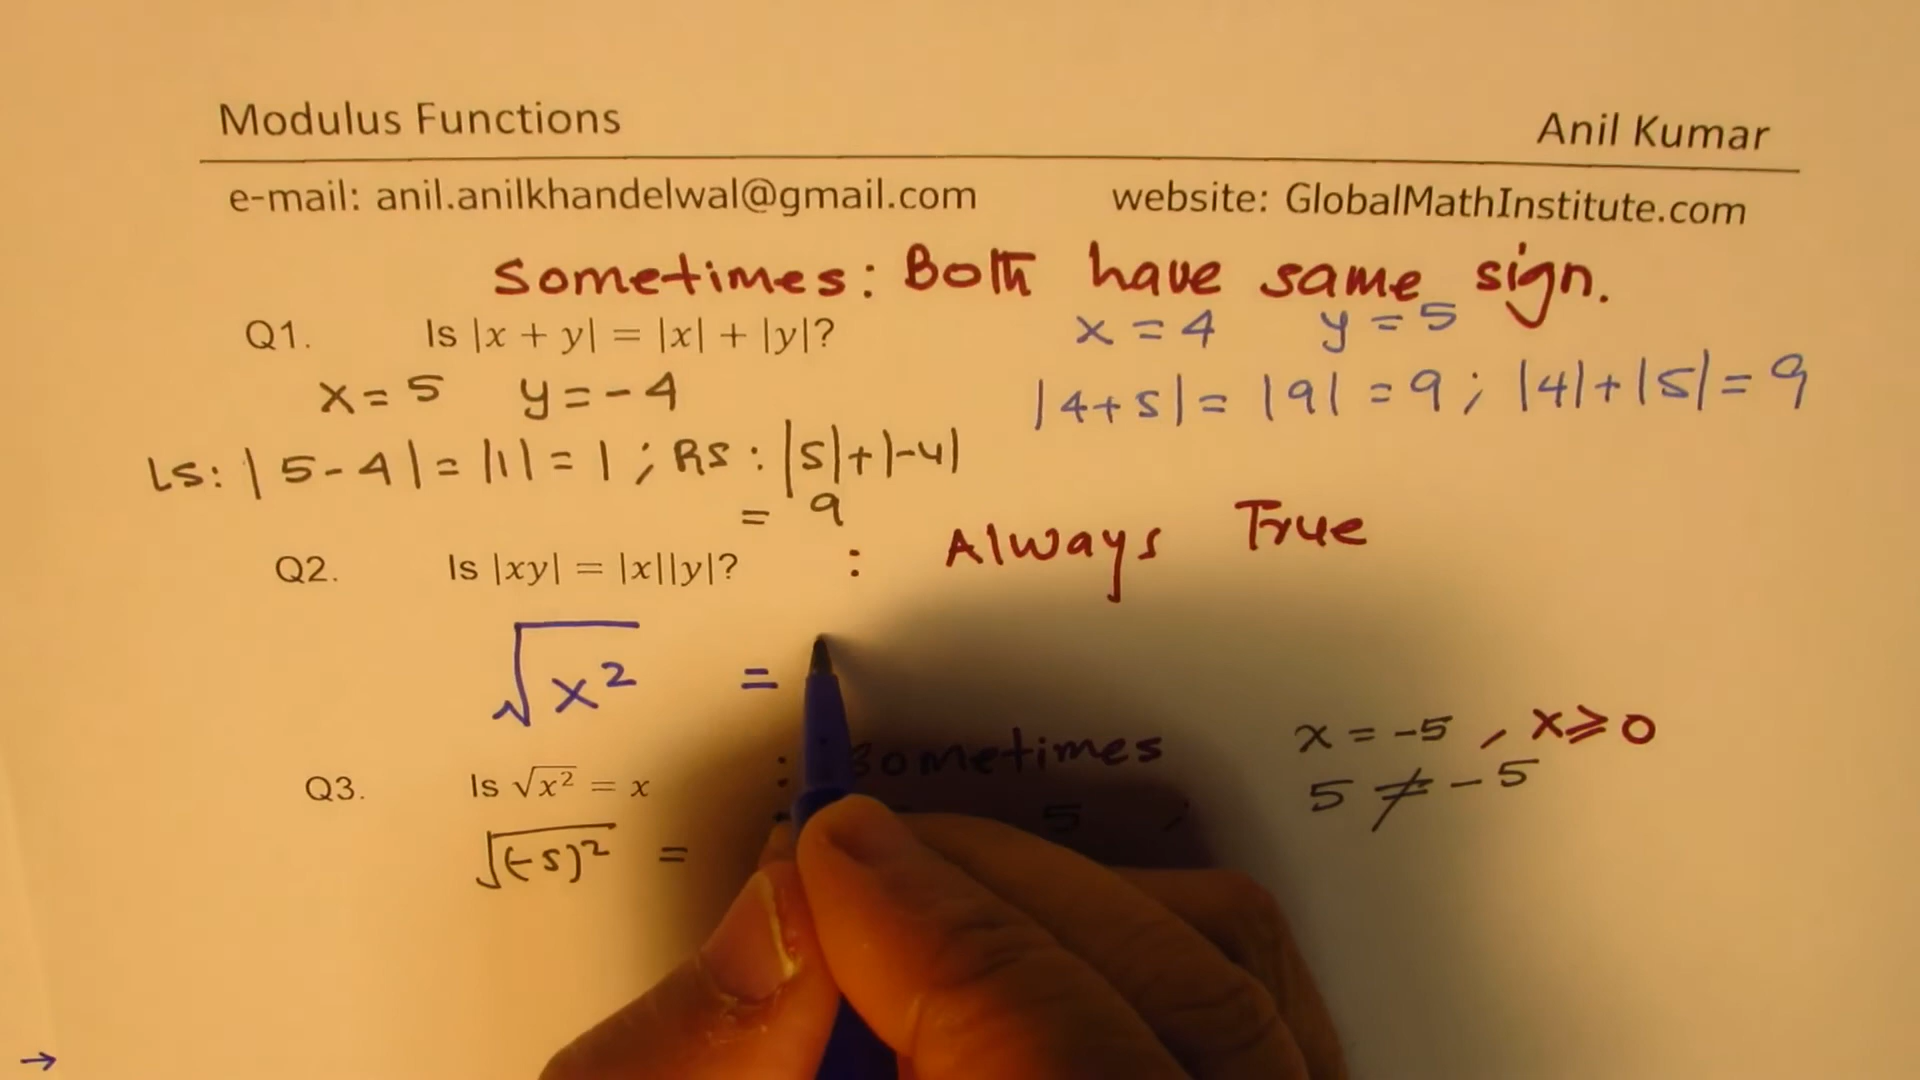 Modulus Functions Anil Kumar
e-mail: anil.anilkhandelwal@gmail.com website: GlobalMathInstitute.com
Sometimes: Both have same sign.
Q1. Is |x + y| = |x| + |y|? x = 4 y = 5
x = 5 y = -4 |4+5| = |9| = 9 ; |4|+|5| = 9
LS: |5-4| = |1| = 1 ; RS : |5|+|-4|
= 9
Q2. Is |xy| = |x||y|? : Always True
√x² =
Q3. Is √x² = x : Sometimes x = -5 , x ≥ 0
√(-5)² = 5 ; 5 ≠ -5
→